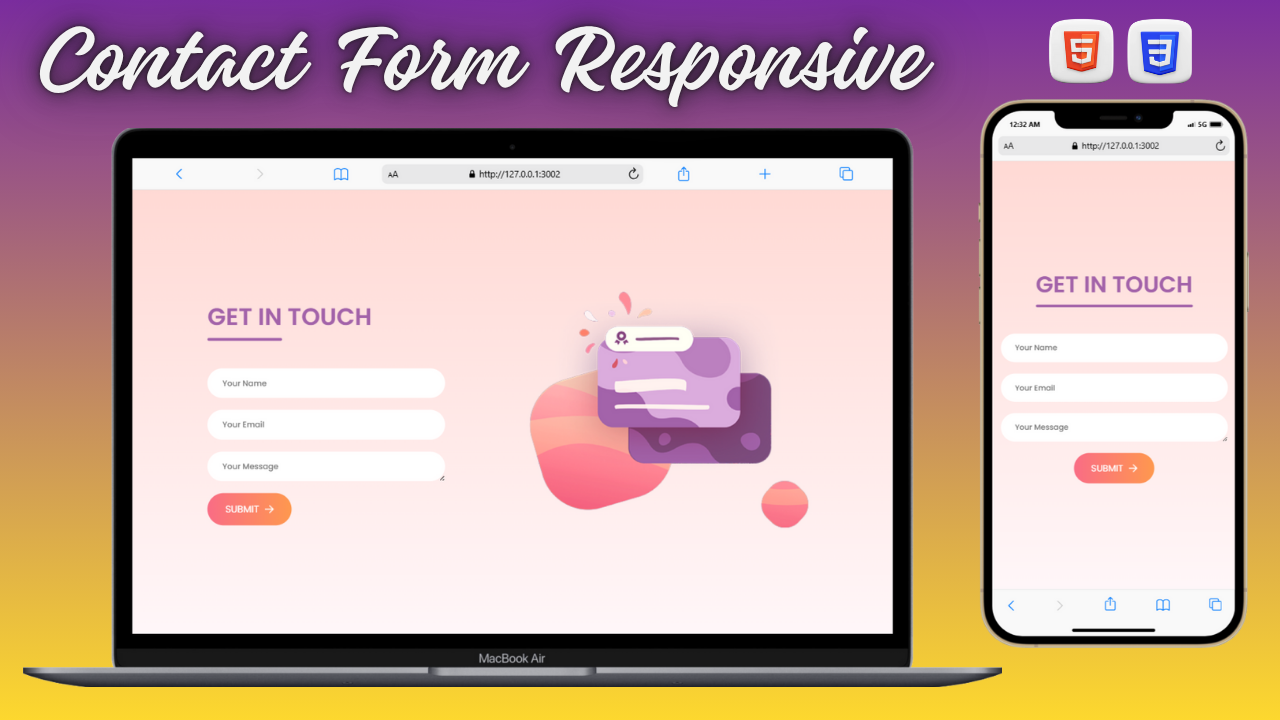 Contact Form Responsive
5
3
AA
http://127.0.0.1:3002
GET IN TOUCH
Your Name
Your Email
Your Message
SUBMIT →
MacBook Air
12:32 AM
5G
AA
http://127.0.0.1:3002
GET IN TOUCH
Your Name
Your Email
Your Message
SUBMIT →